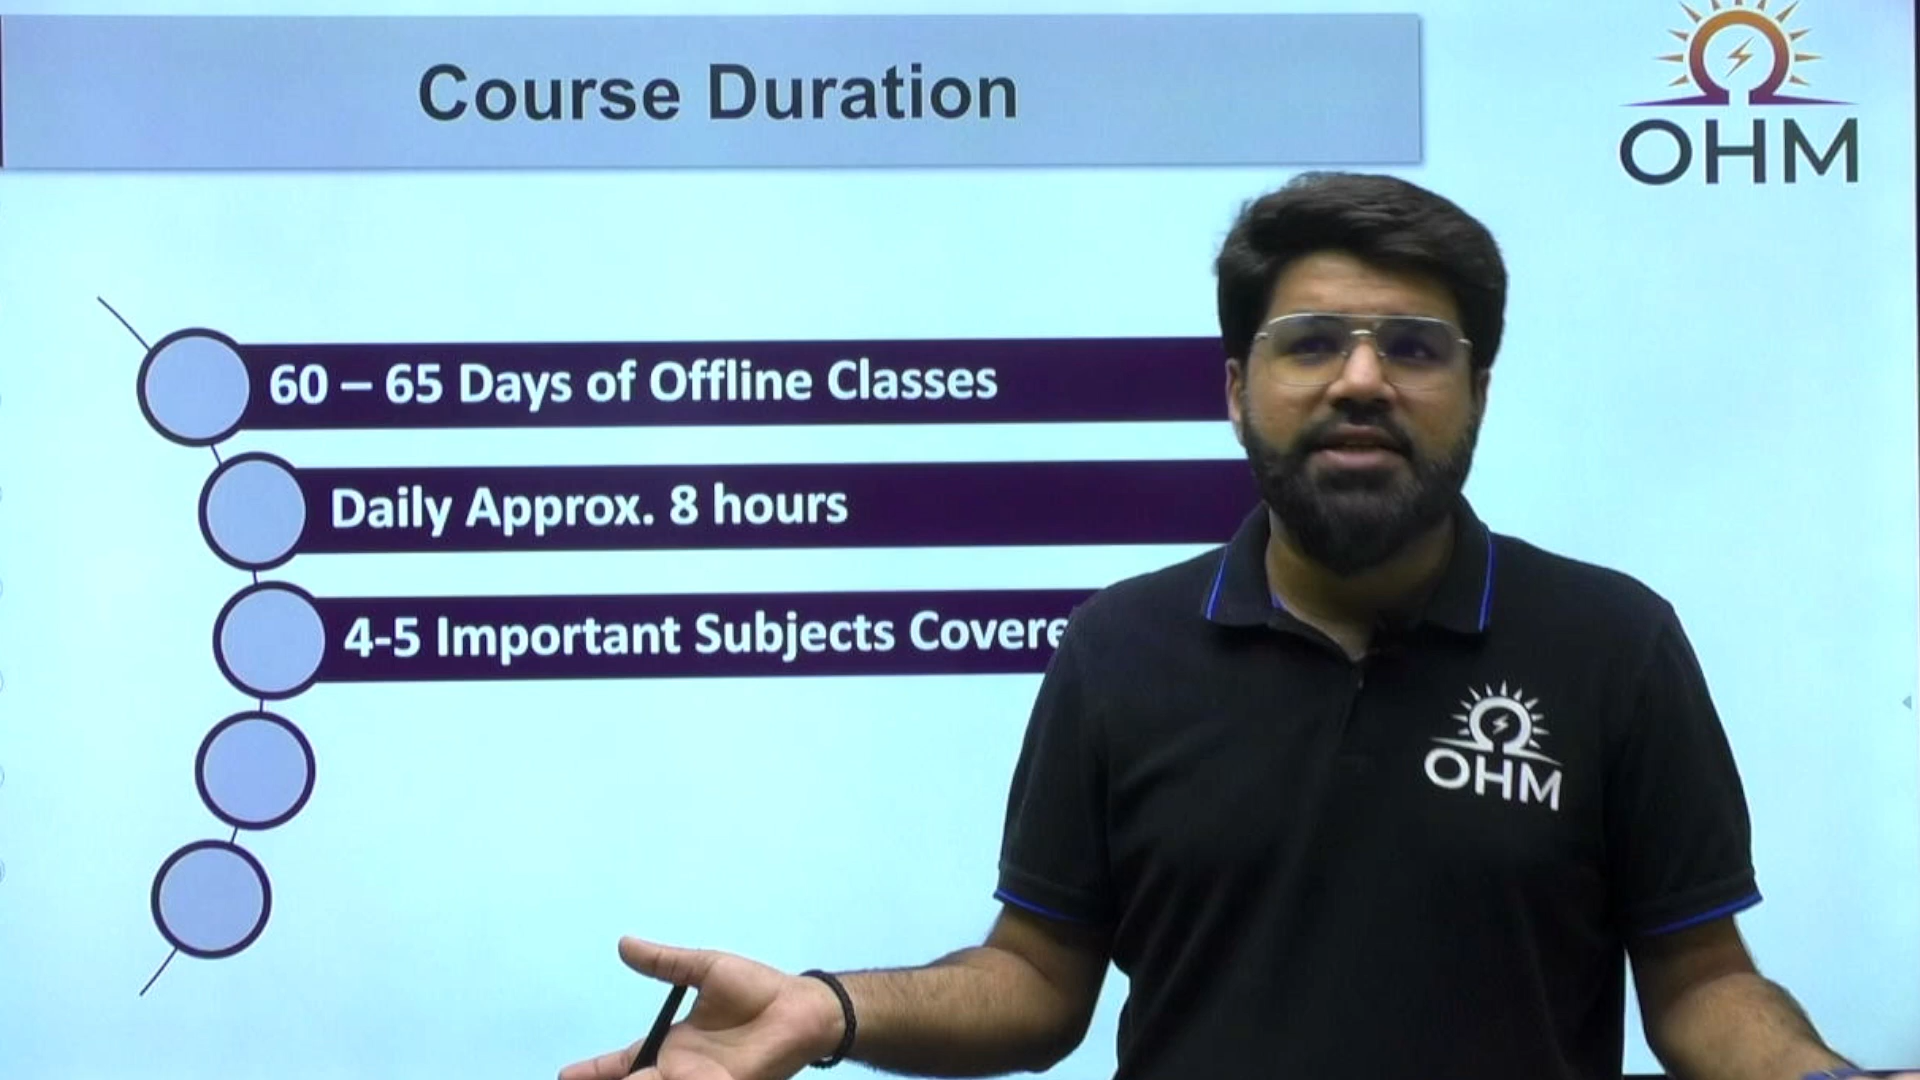 Course Duration
OHM
60 – 65 Days of Offline Classes
Daily Approx. 8 hours
4-5 Important Subjects Covere
OHM